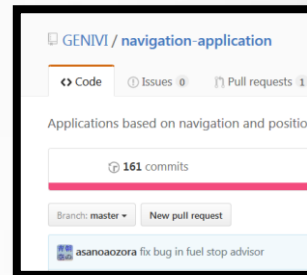 GENIVI / navigation-application
Code Issues 0 Pull requests 1
Applications based on navigation and positio
161 commits
Branch: master New pull request
asanoaozora fix bug in fuel stop advisor